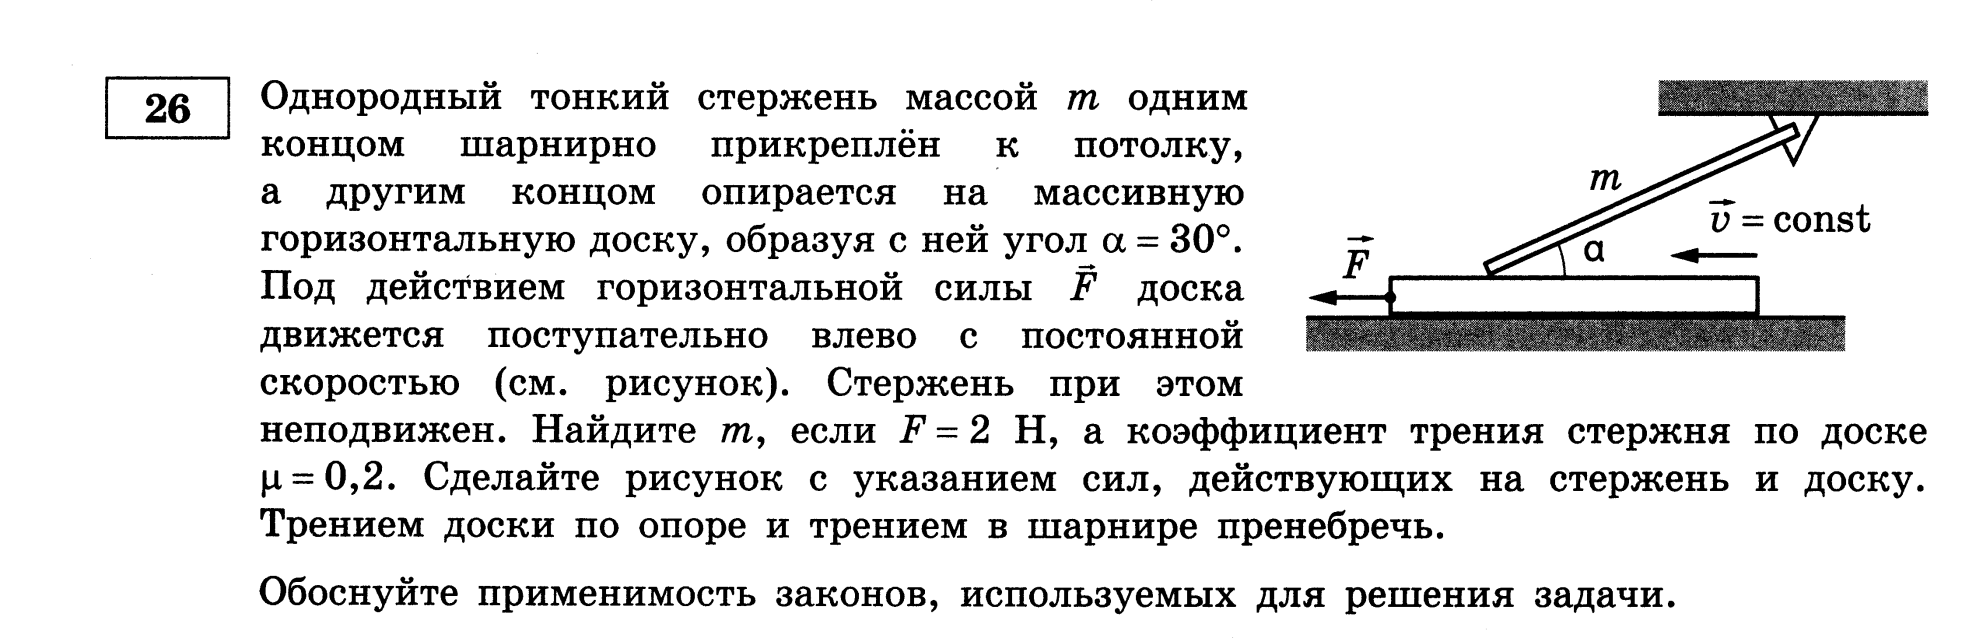 26
Однородный тонкий стержень массой m одним
концом шарнирно прикреплён к потолку,
а другим концом опирается на массивную
горизонтальную доску, образуя с ней угол α = 30°.
Под действием горизонтальной силы F⃗ доска
движется поступательно влево с постоянной
скоростью (см. рисунок). Стержень при этом
неподвижен. Найдите m, если F = 2 Н, а коэффициент трения стержня по доске
μ = 0,2. Сделайте рисунок с указанием сил, действующих на стержень и доску.
Трением доски по опоре и трением в шарнире пренебречь.
Обоснуйте применимость законов, используемых для решения задачи.
m
v⃗ = const
F⃗
α